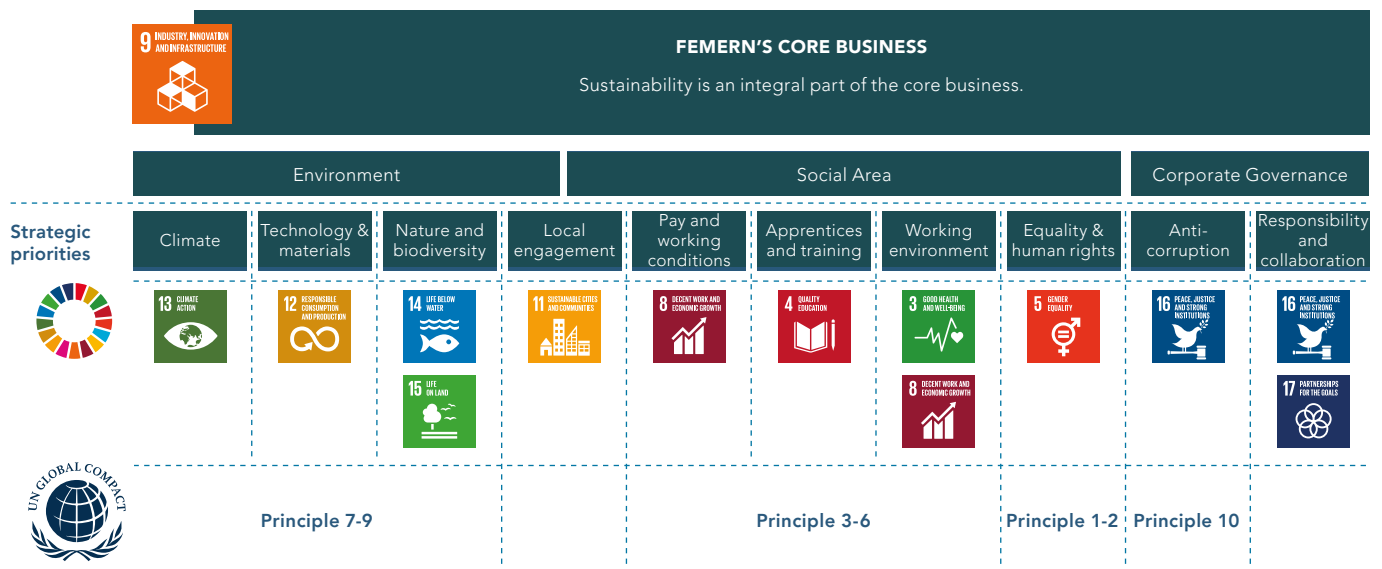 9 INDUSTRY, INNOVATION
AND INFRASTRUCTURE
FEMERN'S CORE BUSINESS
Sustainability is an integral part of the core business.
Environment
Social Area
Corporate Governance
Strategic
priorities
Climate
Technology &
materials
Nature and
biodiversity
Local
engagement
Pay and
working
conditions
Apprentices
and training
Working
environment
Equality &
human rights
Anti-
corruption
Responsibility
and
collaboration
13 CLIMATE
ACTION
12 RESPONSIBLE
CONSUMPTION
AND PRODUCTION
14 LIFE BELOW
WATER
11 SUSTAINABLE CITIES
AND COMMUNITIES
8 DECENT WORK AND
ECONOMIC GROWTH
4 QUALITY
EDUCATION
3 GOOD HEALTH
AND WELL-BEING
5 GENDER
EQUALITY
16 PEACE, JUSTICE
AND STRONG
INSTITUTIONS
16 PEACE, JUSTICE
AND STRONG
INSTITUTIONS
15 LIFE
ON LAND
8 DECENT WORK AND
ECONOMIC GROWTH
17 PARTNERSHIPS
FOR THE GOALS
UN GLOBAL COMPACT
Principle 7-9
Principle 3-6
Principle 1-2
Principle 10